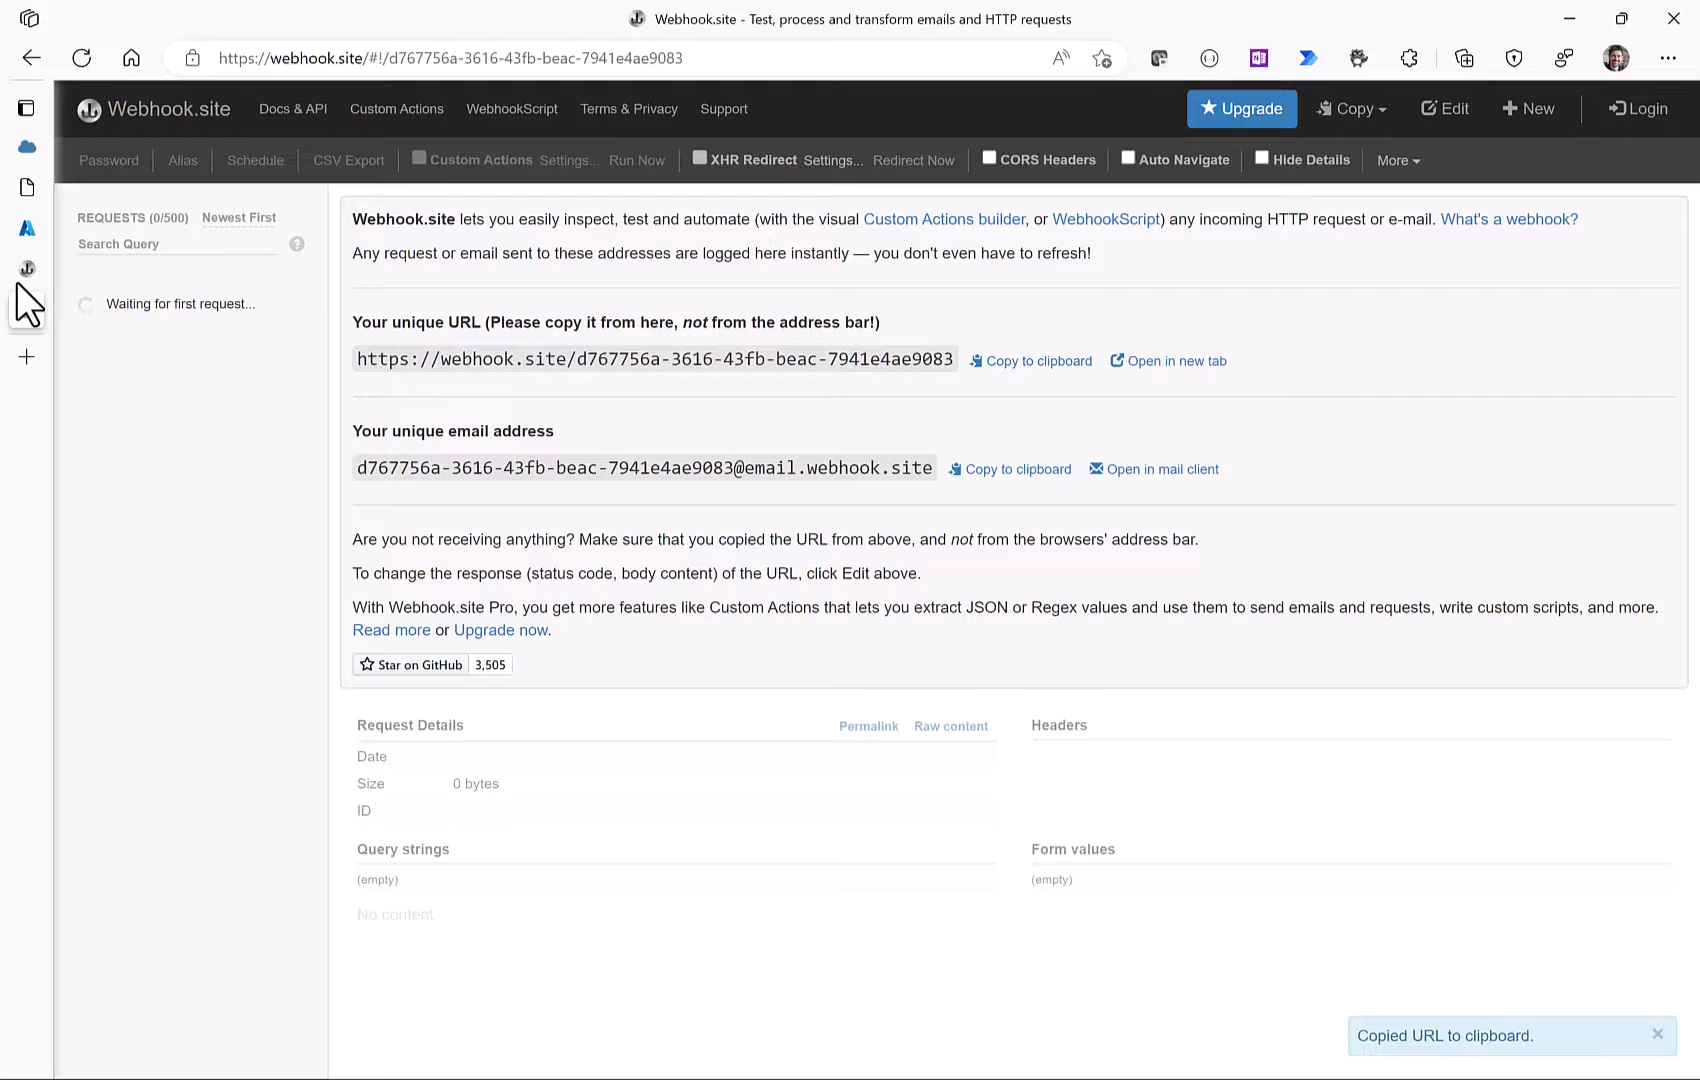 Webhook.site - Test, process and transform emails and HTTP requests
https://webhook.site/#!/d767756a-3616-43fb-beac-7941e4ae9083
Webhook.site Docs & API Custom Actions WebhookScript Terms & Privacy Support Upgrade Copy Edit New Login
Password Alias Schedule CSV Export Custom Actions Settings... Run Now XHR Redirect Settings... Redirect Now CORS Headers Auto Navigate Hide Details More
REQUESTS (0/500) Newest First
Search Query ?
Waiting for first request...
Webhook.site lets you easily inspect, test and automate (with the visual Custom Actions builder, or WebhookScript) any incoming HTTP request or e-mail. What's a webhook?
Any request or email sent to these addresses are logged here instantly — you don't even have to refresh!
Your unique URL (Please copy it from here, not from the address bar!)
https://webhook.site/d767756a-3616-43fb-beac-7941e4ae9083 Copy to clipboard Open in new tab
Your unique email address
d767756a-3616-43fb-beac-7941e4ae9083@email.webhook.site Copy to clipboard Open in mail client
Are you not receiving anything? Make sure that you copied the URL from above, and not from the browsers' address bar.
To change the response (status code, body content) of the URL, click Edit above.
With Webhook.site Pro, you get more features like Custom Actions that lets you extract JSON or Regex values and use them to send emails and requests, write custom scripts, and more.
Read more or Upgrade now.
Star on GitHub 3,505
Request Details Permalink Raw content Headers
Date
Size 0 bytes
ID
Query strings Form values
(empty) (empty)
No content
Copied URL to clipboard. ×